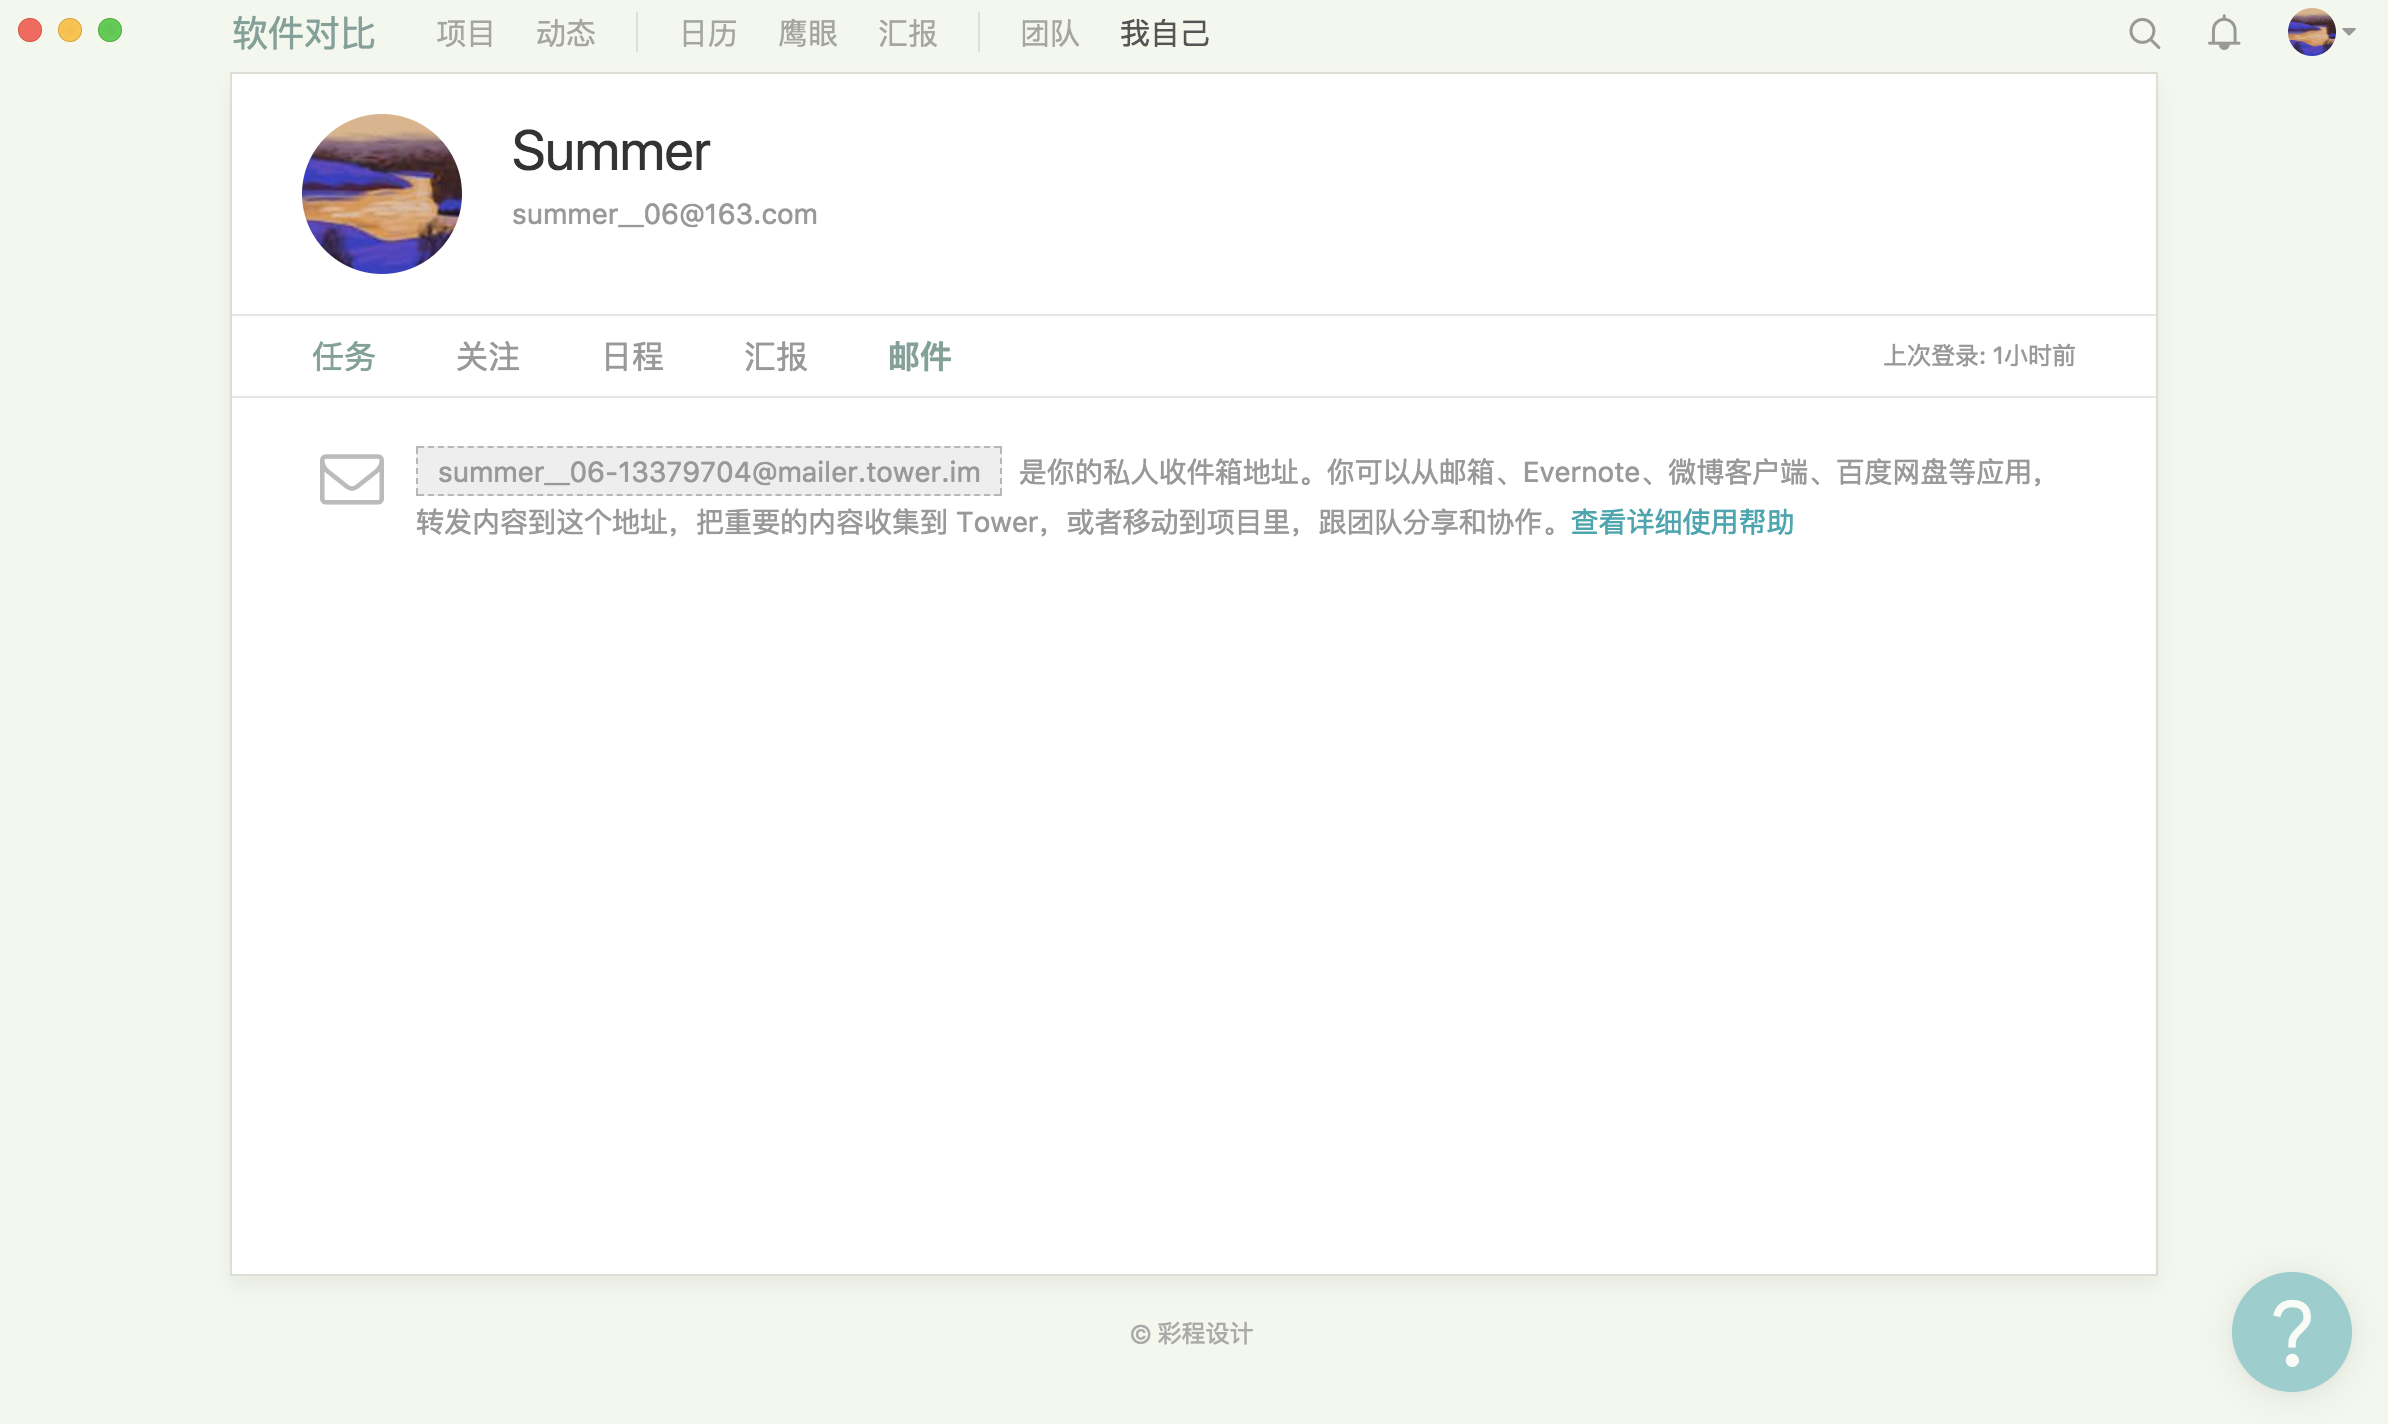 软件对比 项目 动态 日历 鹰眼 汇报 团队 我自己
Summer
summer__06@163.com
任务 关注 日程 汇报 邮件 上次登录: 1小时前
summer__06-13379704@mailer.tower.im 是你的私人收件箱地址。你可以从邮箱、Evernote、微博客户端、百度网盘等应用，
转发内容到这个地址，把重要的内容收集到 Tower，或者移动到项目里，跟团队分享和协作。查看详细使用帮助
© 彩程设计
?